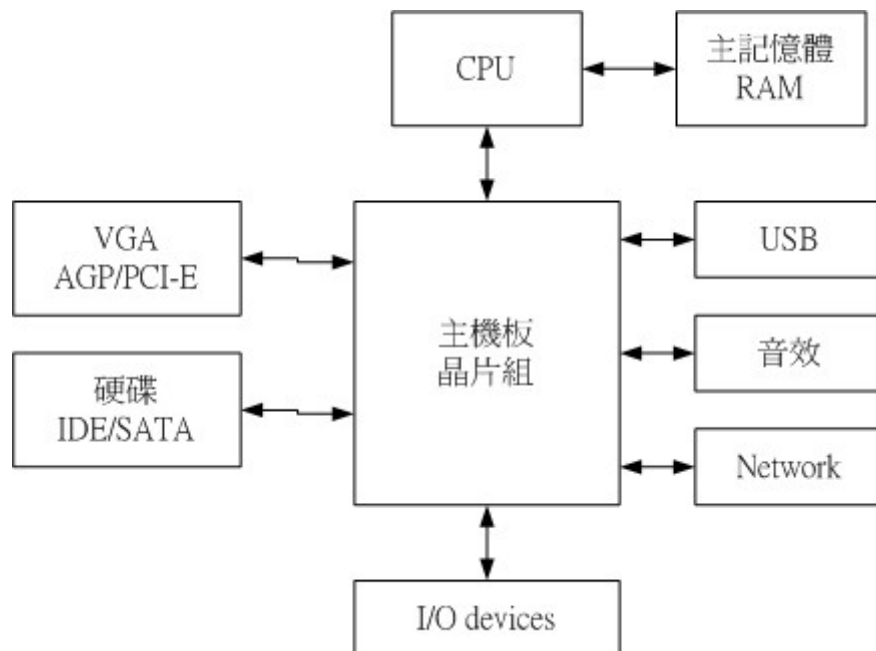 CPU
主記憶體
RAM
VGA
AGP/PCI-E
USB
主機板
晶片組
音效
硬碟
IDE/SATA
Network
I/O devices